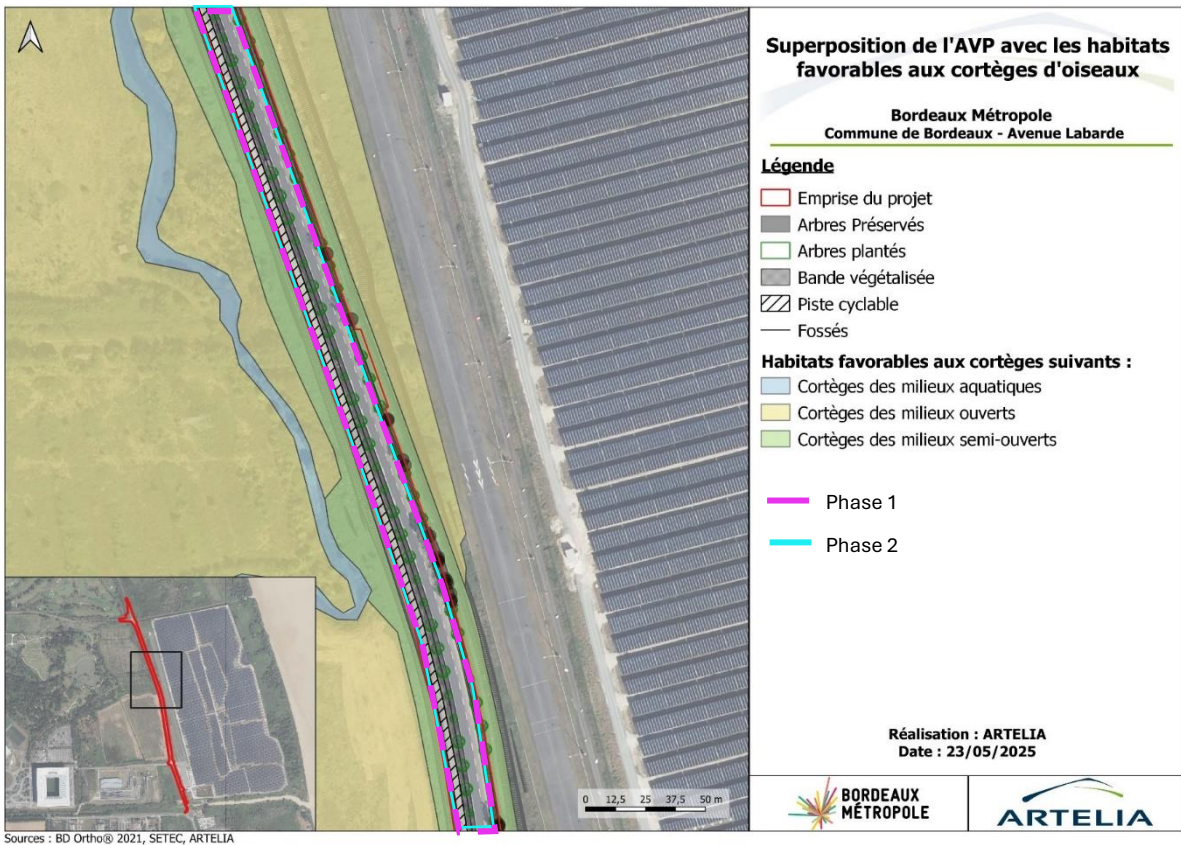 Superposition de l'AVP avec les habitats
favorables aux cortèges d'oiseaux
Bordeaux Métropole
Commune de Bordeaux - Avenue Labarde
Légende
Emprise du projet
Arbres Préservés
Arbres plantés
Bande végétalisée
Piste cyclable
Fossés
Habitats favorables aux cortèges suivants :
Cortèges des milieux aquatiques
Cortèges des milieux ouverts
Cortèges des milieux semi-ouverts
Phase 1
Phase 2
Réalisation : ARTELIA
Date : 23/05/2025
BORDEAUX
MÉTROPOLE
ARTELIA
0 12,5 25 37,5 50 m
Sources : BD Ortho® 2021, SETEC, ARTELIA